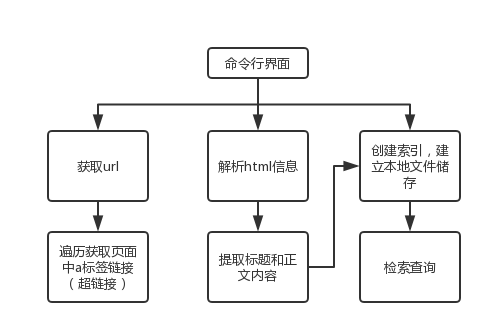 命令行界面
获取url
解析html信息
创建索引，建
立本地文件储
存
遍历获取页面
中a标签链接
（超链接）
提取标题和正
文内容
检索查询